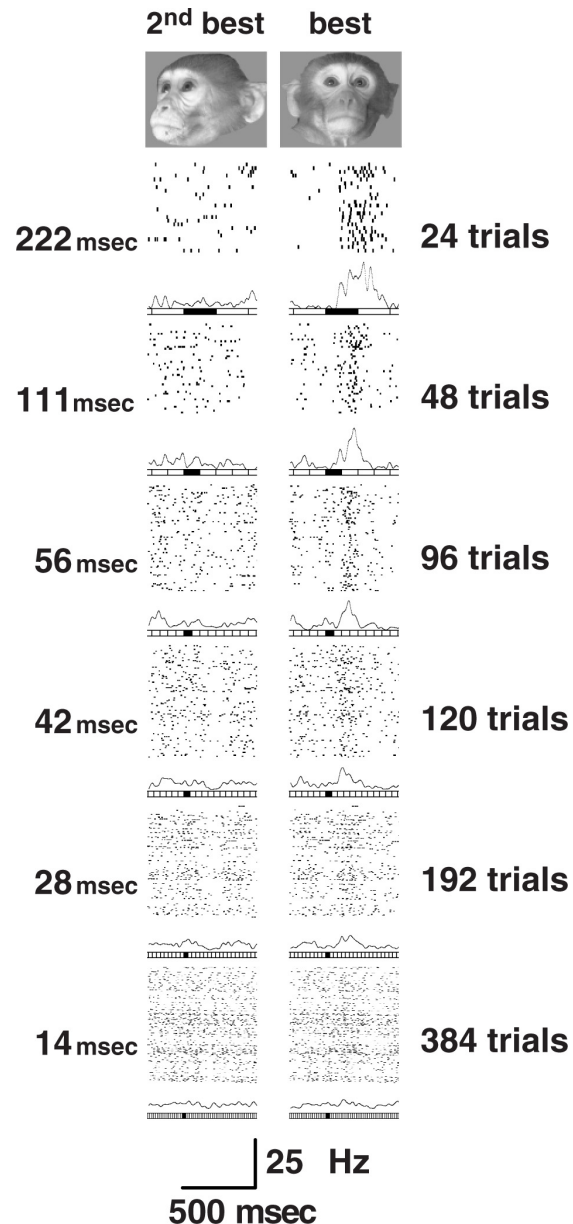 2nd best best
222 msec 24 trials
111 msec 48 trials
56 msec 96 trials
42 msec 120 trials
28 msec 192 trials
14 msec 384 trials
25 Hz
500 msec